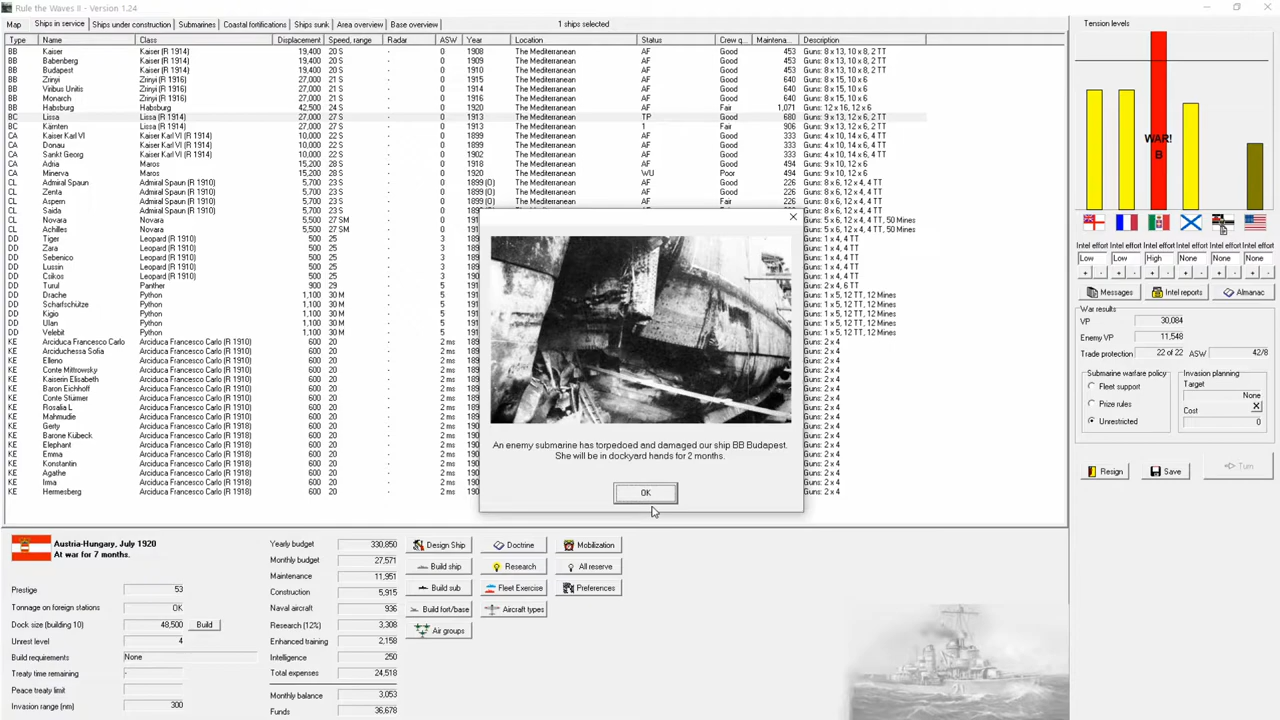 Rule the Waves II - Version 1.24
Map Ships in service Ships under construction Submarines Coastal fortifications Ships sunk Area overview Base overview 1 ships selected
Type Name Class Displacement Speed, range Radar ASW Year Location Status Crew q... Maintena... Description
BB Kaiser Kaiser (R 1914) 19,400 20 S - 0 1908 The Mediterranean AF Good 453 Guns: 8 x 13, 10 x 8, 2 TT
BB Babenberg Kaiser (R 1914) 19,400 20 S - 0 1909 The Mediterranean AF Good 453 Guns: 8 x 13, 10 x 8, 2 TT
BB Budapest Kaiser (R 1914) 19,400 20 S - 0 1910 The Mediterranean AF Good 453 Guns: 8 x 13, 10 x 8, 2 TT
BB Zrinyi Zrinyi (R 1916) 27,000 21 S - 0 1915 The Mediterranean AF Good 640 Guns: 8 x 15, 10 x 6
BB Viribus Unitis Zrinyi (R 1916) 27,000 21 S - 0 1914 The Mediterranean AF Good 640 Guns: 8 x 15, 10 x 6
BB Monarch Zrinyi (R 1916) 27,000 21 S - 0 1916 The Mediterranean AF Good 640 Guns: 8 x 15, 10 x 6
BB Habsburg Habsburg 42,500 24 S - 0 1920 The Mediterranean AF Fair 1,071 Guns: 12 x 16, 12 x 6
BC Lissa Lissa (R 1914) 27,000 27 S - 0 1913 The Mediterranean TP Good 680 Guns: 9 x 13, 12 x 6, 2 TT
BC Kärnten Lissa (R 1914) 27,000 27 S - 0 1913 The Mediterranean 1 Fair 906 Guns: 9 x 13, 12 x 6, 2 TT
CA Kaiser Karl VI Kaiser Karl VI (R 1914) 10,000 22 S - 0 1899 The Mediterranean AF Good 333 Guns: 4 x 10, 14 x 6, 4 TT
CA Donau Kaiser Karl VI (R 1914) 10,000 22 S - 0 1899 The Mediterranean AF Good 333 Guns: 4 x 10, 14 x 6, 4 TT
CA Sankt Georg Kaiser Karl VI (R 1914) 10,000 22 S - 0 1902 The Mediterranean AF Good 333 Guns: 4 x 10, 14 x 6, 4 TT
CA Adria Maros 15,200 28 S - 0 1918 The Mediterranean AF Good 494 Guns: 9 x 10, 12 x 6
CA Minerva Maros 15,200 28 S - 0 1920 The Mediterranean WU Poor 494 Guns: 9 x 10, 12 x 6
CL Admiral Spaun Admiral Spaun (R 1910) 5,700 23 S - 0 1899 (O) The Mediterranean AF Good 226 Guns: 8 x 6, 12 x 4, 4 TT
CL Zenta Admiral Spaun (R 1910) 5,700 23 S - 0 1899 (O) The Mediterranean AF Good 226 Guns: 8 x 6, 12 x 4, 4 TT
CL Aspern Admiral Spaun (R 1910) 5,700 23 S - 0 1899 (O) The Mediterranean AF Fair 226 Guns: 8 x 6, 12 x 4, 4 TT
CL Saida Admiral Spaun (R 1910) 5,700 23 S - 0 1899 (O) The Mediterranean AF Good 226 Guns: 8 x 6, 12 x 4, 4 TT
CL Novara Novara 5,500 27 SM - 0 191 Guns: 5 x 6, 12 x 4, 4 TT, 50 Mines
CL Achilles Novara 5,500 27 SM - 0 191 Guns: 5 x 6, 12 x 4, 4 TT, 50 Mines
DD Tiger Leopard (R 1910) 500 25 - 3 189 Guns: 1 x 4, 4 TT
DD Zara Leopard (R 1910) 500 25 - 3 189 Guns: 1 x 4, 4 TT
DD Sebenico Leopard (R 1910) 500 25 - 3 189 Guns: 1 x 4, 4 TT
DD Lussin Leopard (R 1910) 500 25 - 3 189 Guns: 1 x 4, 4 TT
DD Csikos Leopard (R 1910) 500 25 - 3 190 Guns: 1 x 4, 4 TT
DD Turul Panther 900 29 - 5 191 Guns: 2 x 4, 6 TT
DD Drache Python 1,100 30 M - 5 191 Guns: 1 x 5, 12 TT, 12 Mines
DD Scharfschütze Python 1,100 30 M - 5 191 Guns: 1 x 5, 12 TT, 12 Mines
DD Kigio Python 1,100 30 M - 5 191 Guns: 1 x 5, 12 TT, 12 Mines
DD Ulan Python 1,100 30 M - 5 191 Guns: 1 x 5, 12 TT, 12 Mines
DD Velebit Python 1,100 30 M - 5 191 Guns: 1 x 5, 12 TT, 12 Mines
KE Arciduca Francesco Carlo Arciduca Francesco Carlo (R 1910) 600 20 - 2 ms 189 Guns: 2 x 4
KE Arciduchessa Sofia Arciduca Francesco Carlo (R 1910) 600 20 - 2 ms 189 Guns: 2 x 4
KE Elleno Arciduca Francesco Carlo (R 1910) 600 20 - 2 ms 189 Guns: 2 x 4
KE Conte Mittrowsky Arciduca Francesco Carlo (R 1910) 600 20 - 2 ms 189 Guns: 2 x 4
KE Kaiserin Elisabeth Arciduca Francesco Carlo (R 1910) 600 20 - 2 ms 189 Guns: 2 x 4
KE Baron Eichhoff Arciduca Francesco Carlo (R 1910) 600 20 - 2 ms 189 Guns: 2 x 4
KE Conte Stürmer Arciduca Francesco Carlo (R 1910) 600 20 - 2 ms 189 Guns: 2 x 4
KE Rosalia L Arciduca Francesco Carlo (R 1910) 600 20 - 2 ms 190 Guns: 2 x 4
KE Mahmudie Arciduca Francesco Carlo (R 1910) 600 20 - 2 ms 190 Guns: 2 x 4
KE Gerty Arciduca Francesco Carlo (R 1918) 600 20 - 2 ms 190 Guns: 2 x 4
KE Barone Kübeck Arciduca Francesco Carlo (R 1918) 600 20 - 2 ms 190 Guns: 2 x 4
KE Elephant Arciduca Francesco Carlo (R 1918) 600 20 - 2 ms 190 Guns: 2 x 4
KE Emma Arciduca Francesco Carlo (R 1918) 600 20 - 2 ms 190 Guns: 2 x 4
KE Konstantin Arciduca Francesco Carlo (R 1918) 600 20 - 2 ms 190 Guns: 2 x 4
KE Agathe Arciduca Francesco Carlo (R 1918) 600 20 - 2 ms 190 Guns: 2 x 4
KE Irma Arciduca Francesco Carlo (R 1918) 600 20 - 2 ms 190 Guns: 2 x 4
KE Hermesberg Arciduca Francesco Carlo (R 1918) 600 20 - 2 ms 190 Guns: 2 x 4
An enemy submarine has torpedoed and damaged our ship BB Budapest.
She will be in dockyard hands for 2 months.
OK
Tension levels
WAR!
B
Intel effort Intel effort Intel effort Intel effort Intel effort Intel effort
Low Low High None None None
+ - + - + - + - + - + -
Messages Intel reports Almanac
War results
VP 30,084
Enemy VP 11,548
Trade protection 22 of 22 ASW 42/8
Submarine warfare policy
Fleet support
Prize rules
Unrestricted
Invasion planning
Target
None
Cost X
0
Resign Save Turn
Austria-Hungary, July 1920
At war for 7 months.
Prestige 53
Tonnage on foreign stations OK
Dock size (building 10) 48,500 Build
Unrest level 4
Build requirements None
Treaty time remaining -
Peace treaty limit
Invasion range (nm) 300
Yearly budget 330,850
Monthly budget 27,571
Maintenance 11,951
Construction 5,915
Naval aircraft 936
Research (12%) 3,308
Enhanced training 2,158
Intelligence 250
Total expenses 24,518
Monthly balance 3,053
Funds 36,678
Design Ship Doctrine Mobilization
Build ship Research All reserve
Build sub Fleet Exercise Preferences
Build fort/base Aircraft types
Air groups